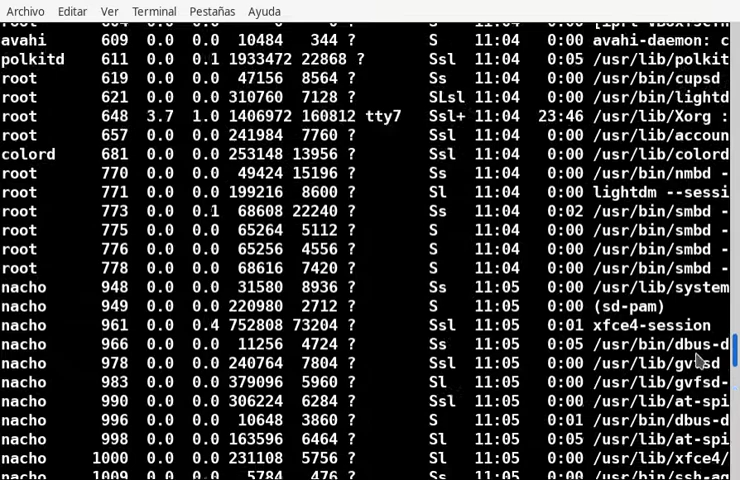 Archivo Editar Ver Terminal Pestañas Ayuda
avahi 609 0.0 0.0 10484 344 ? S 11:04 0:00 avahi-daemon: c
polkitd 611 0.0 0.1 1933472 22868 ? Ssl 11:04 0:05 /usr/lib/polkit
root 619 0.0 0.0 47156 8564 ? Ss 11:04 0:00 /usr/bin/cupsd
root 621 0.0 0.0 310760 7128 ? SLsl 11:04 0:00 /usr/bin/lightd
root 648 3.7 1.0 1406972 160812 tty7 Ssl+ 11:04 23:46 /usr/lib/Xorg :
root 657 0.0 0.0 241984 7760 ? Ssl 11:04 0:00 /usr/lib/accoun
colord 681 0.0 0.0 253148 13956 ? Ssl 11:04 0:00 /usr/lib/colord
root 770 0.0 0.0 49424 15196 ? Ss 11:04 0:00 /usr/bin/nmbd -
root 771 0.0 0.0 199216 8600 ? Sl 11:04 0:00 lightdm --sessi
root 773 0.0 0.1 68608 22240 ? Ss 11:04 0:02 /usr/bin/smbd -
root 775 0.0 0.0 65264 5112 ? S 11:04 0:00 /usr/bin/smbd -
root 776 0.0 0.0 65256 4556 ? S 11:04 0:00 /usr/bin/smbd -
root 778 0.0 0.0 68616 7420 ? S 11:04 0:00 /usr/bin/smbd -
nacho 948 0.0 0.0 31580 8936 ? Ss 11:05 0:00 /usr/lib/system
nacho 949 0.0 0.0 220980 2712 ? S 11:05 0:00 (sd-pam)
nacho 961 0.0 0.4 752808 73204 ? Ssl 11:05 0:01 xfce4-session
nacho 966 0.0 0.0 11256 4724 ? Ss 11:05 0:05 /usr/bin/dbus-d
nacho 978 0.0 0.0 240764 7804 ? Ssl 11:05 0:00 /usr/lib/gvfsd
nacho 983 0.0 0.0 379096 5960 ? Sl 11:05 0:00 /usr/lib/gvfsd-
nacho 990 0.0 0.0 306224 6284 ? Ssl 11:05 0:00 /usr/lib/at-spi
nacho 996 0.0 0.0 10648 3860 ? S 11:05 0:01 /usr/bin/dbus-d
nacho 998 0.0 0.0 163596 6464 ? Sl 11:05 0:05 /usr/lib/at-spi
nacho 1000 0.0 0.0 231108 5756 ? Sl 11:05 0:00 /usr/lib/xfce4/
nacho 1009 0.0 0.0 5784 476 ? Ss 11:05 0:00 /usr/bin/ssh-ag